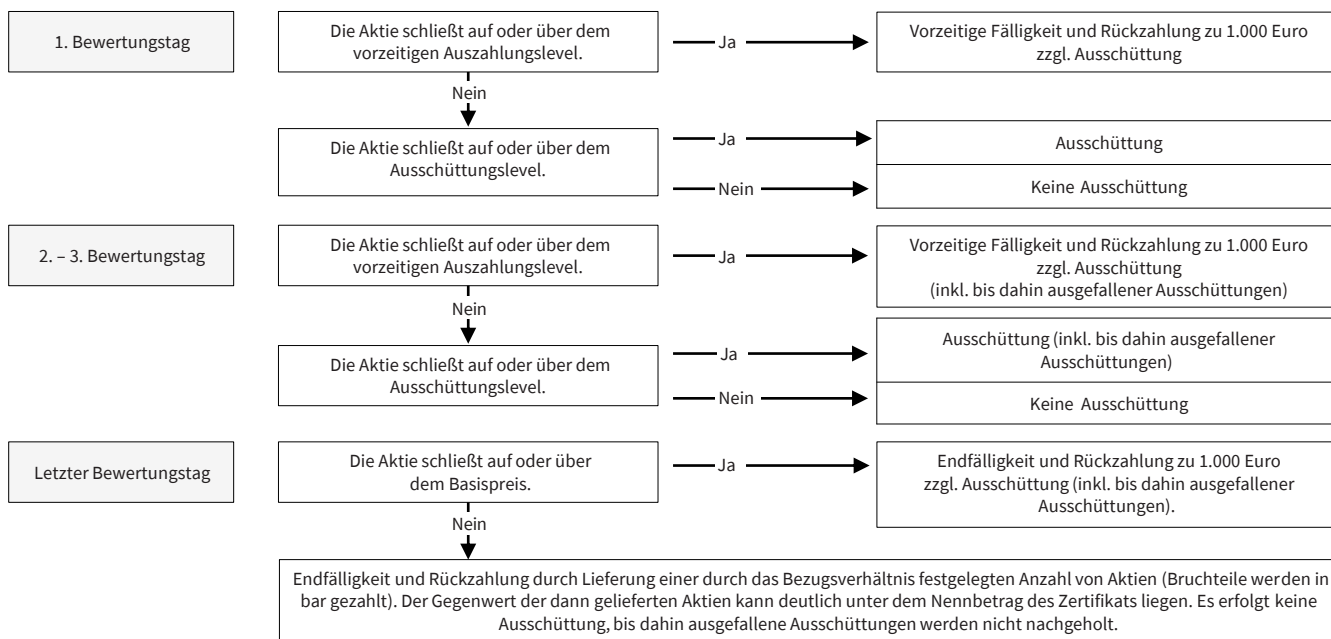 1. Bewertungstag
Die Aktie schließt auf oder über dem
vorzeitigen Auszahlungslevel.
Ja
Vorzeitige Fälligkeit und Rückzahlung zu 1.000 Euro
zzgl. Ausschüttung
Nein
Die Aktie schließt auf oder über dem
Ausschüttungslevel.
Ja
Ausschüttung
Nein
Keine Ausschüttung
2. – 3. Bewertungstag
Die Aktie schließt auf oder über dem
vorzeitigen Auszahlungslevel.
Ja
Vorzeitige Fälligkeit und Rückzahlung zu 1.000 Euro
zzgl. Ausschüttung
(inkl. bis dahin ausgefallener Ausschüttungen)
Nein
Die Aktie schließt auf oder über dem
Ausschüttungslevel.
Ja
Ausschüttung (inkl. bis dahin ausgefallener
Ausschüttungen)
Nein
Keine Ausschüttung
Letzter Bewertungstag
Die Aktie schließt auf oder über
dem Basispreis.
Ja
Endfälligkeit und Rückzahlung zu 1.000 Euro
zzgl. Ausschüttung (inkl. bis dahin ausgefallener
Ausschüttungen).
Nein
Endfälligkeit und Rückzahlung durch Lieferung einer durch das Bezugsverhältnis festgelegten Anzahl von Aktien (Bruchteile werden in
bar gezahlt). Der Gegenwert der dann gelieferten Aktien kann deutlich unter dem Nennbetrag des Zertifikats liegen. Es erfolgt keine
Ausschüttung, bis dahin ausgefallene Ausschüttungen werden nicht nachgeholt.